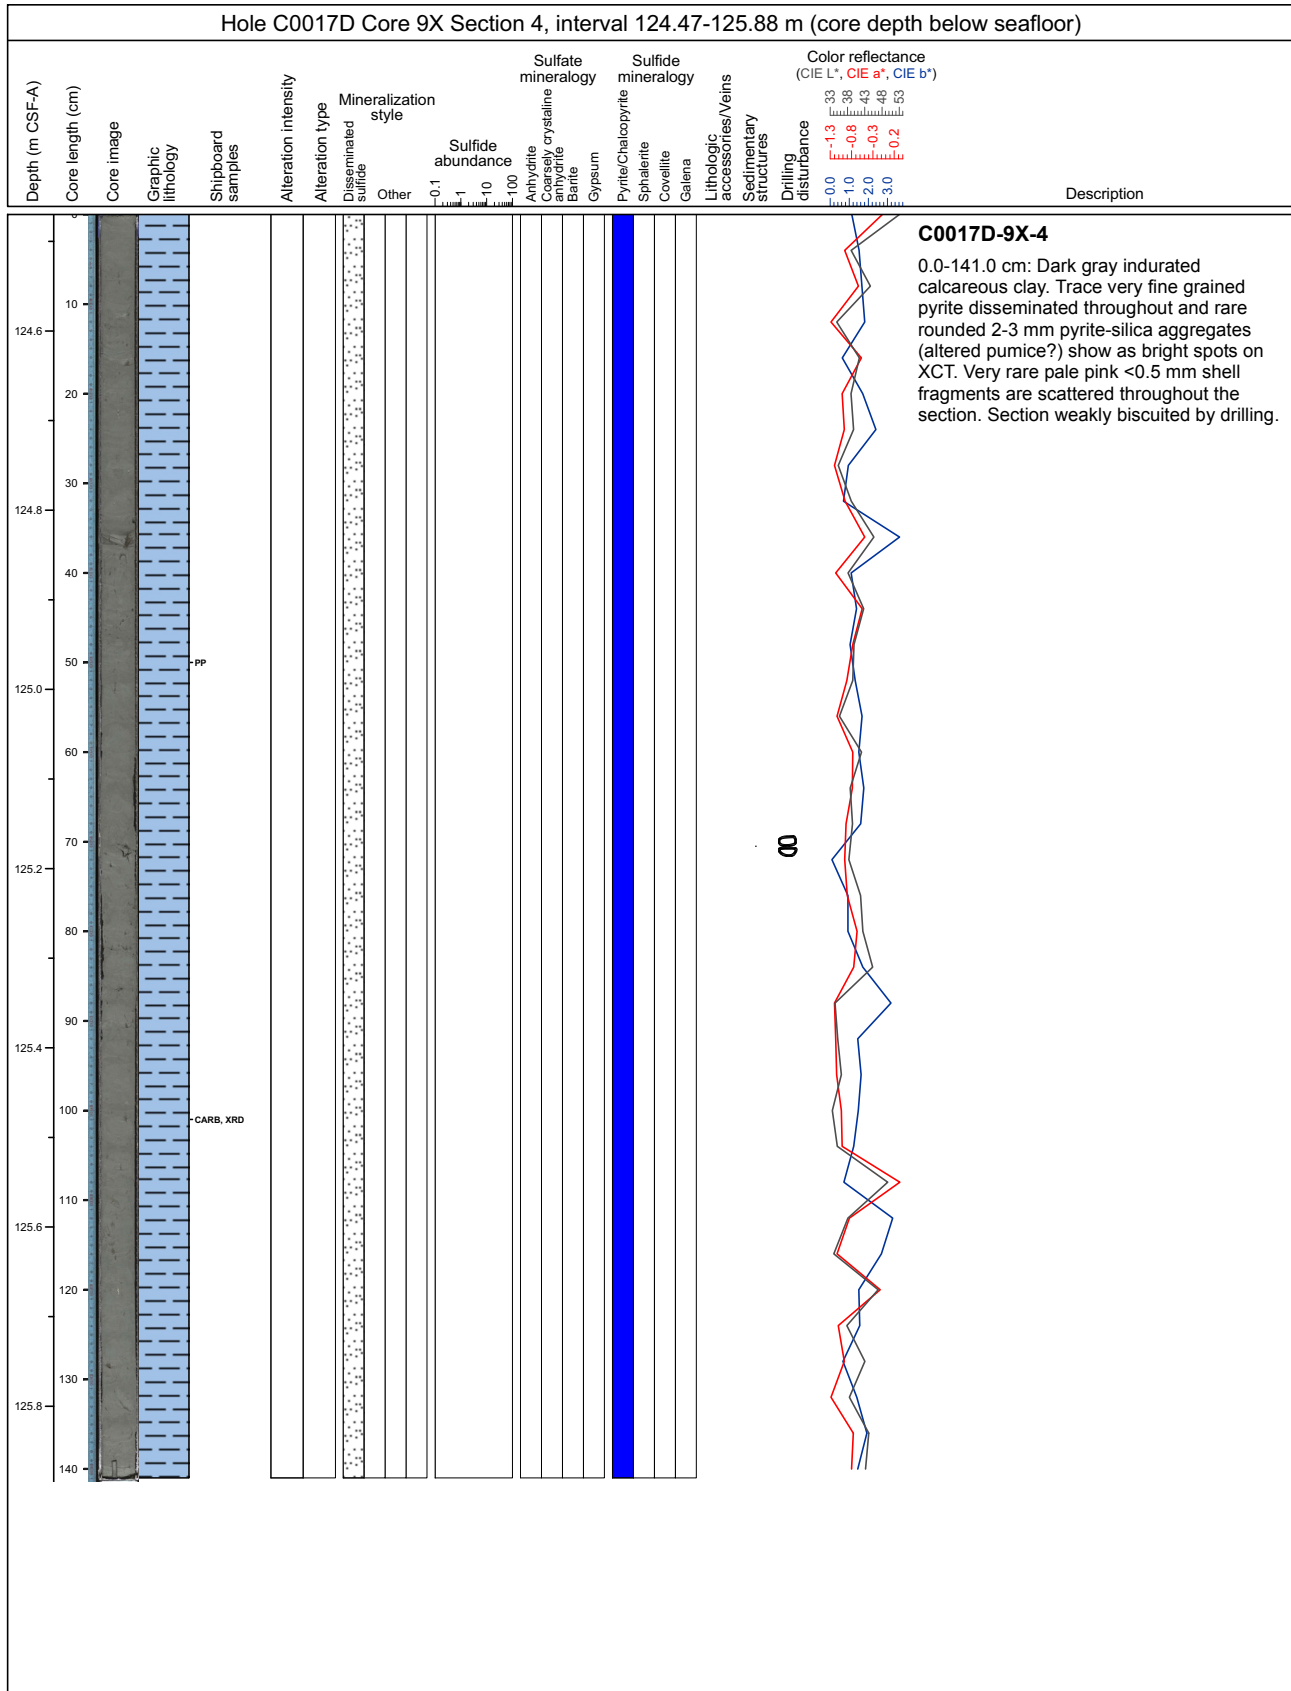 Hole C0017D Core 9X Section 4, interval 124.47-125.88 m (core depth below seafloor)
Depth (m CSF-A)
Core length (cm)
Core image
Graphic
lithology
Shipboard
samples
Alteration intensity
Alteration type
Mineralization
style
Disseminated
sulfide
Other
Sulfide
abundance
0.1
1
10
100
Sulfate
mineralogy
Anhydrite
Coarsely crystaline
anhydrite
Barite
Gypsum
Sulfide
mineralogy
Pyrite/Chalcopyrite
Sphalerite
Covellite
Galena
Lithologic
accessories/Veins
Sedimentary
structures
Drilling
disturbance
Color reflectance
(CIE L*, CIE a*, CIE b*)
33 38 43 48 53
-1.3 -0.8 -0.3 0.2
0.0 1.0 2.0 3.0
Description
C0017D-9X-4
0.0-141.0 cm: Dark gray indurated
calcareous clay. Trace very fine grained
pyrite disseminated throughout and rare
rounded 2-3 mm pyrite-silica aggregates
(altered pumice?) show as bright spots on
XCT. Very rare pale pink <0.5 mm shell
fragments are scattered throughout the
section. Section weakly biscuited by drilling.
0
10
124.6
20
30
124.8
40
50
PP
125.0
60
70
125.2
80
90
125.4
100
CARB, XRD
110
125.6
120
130
125.8
140